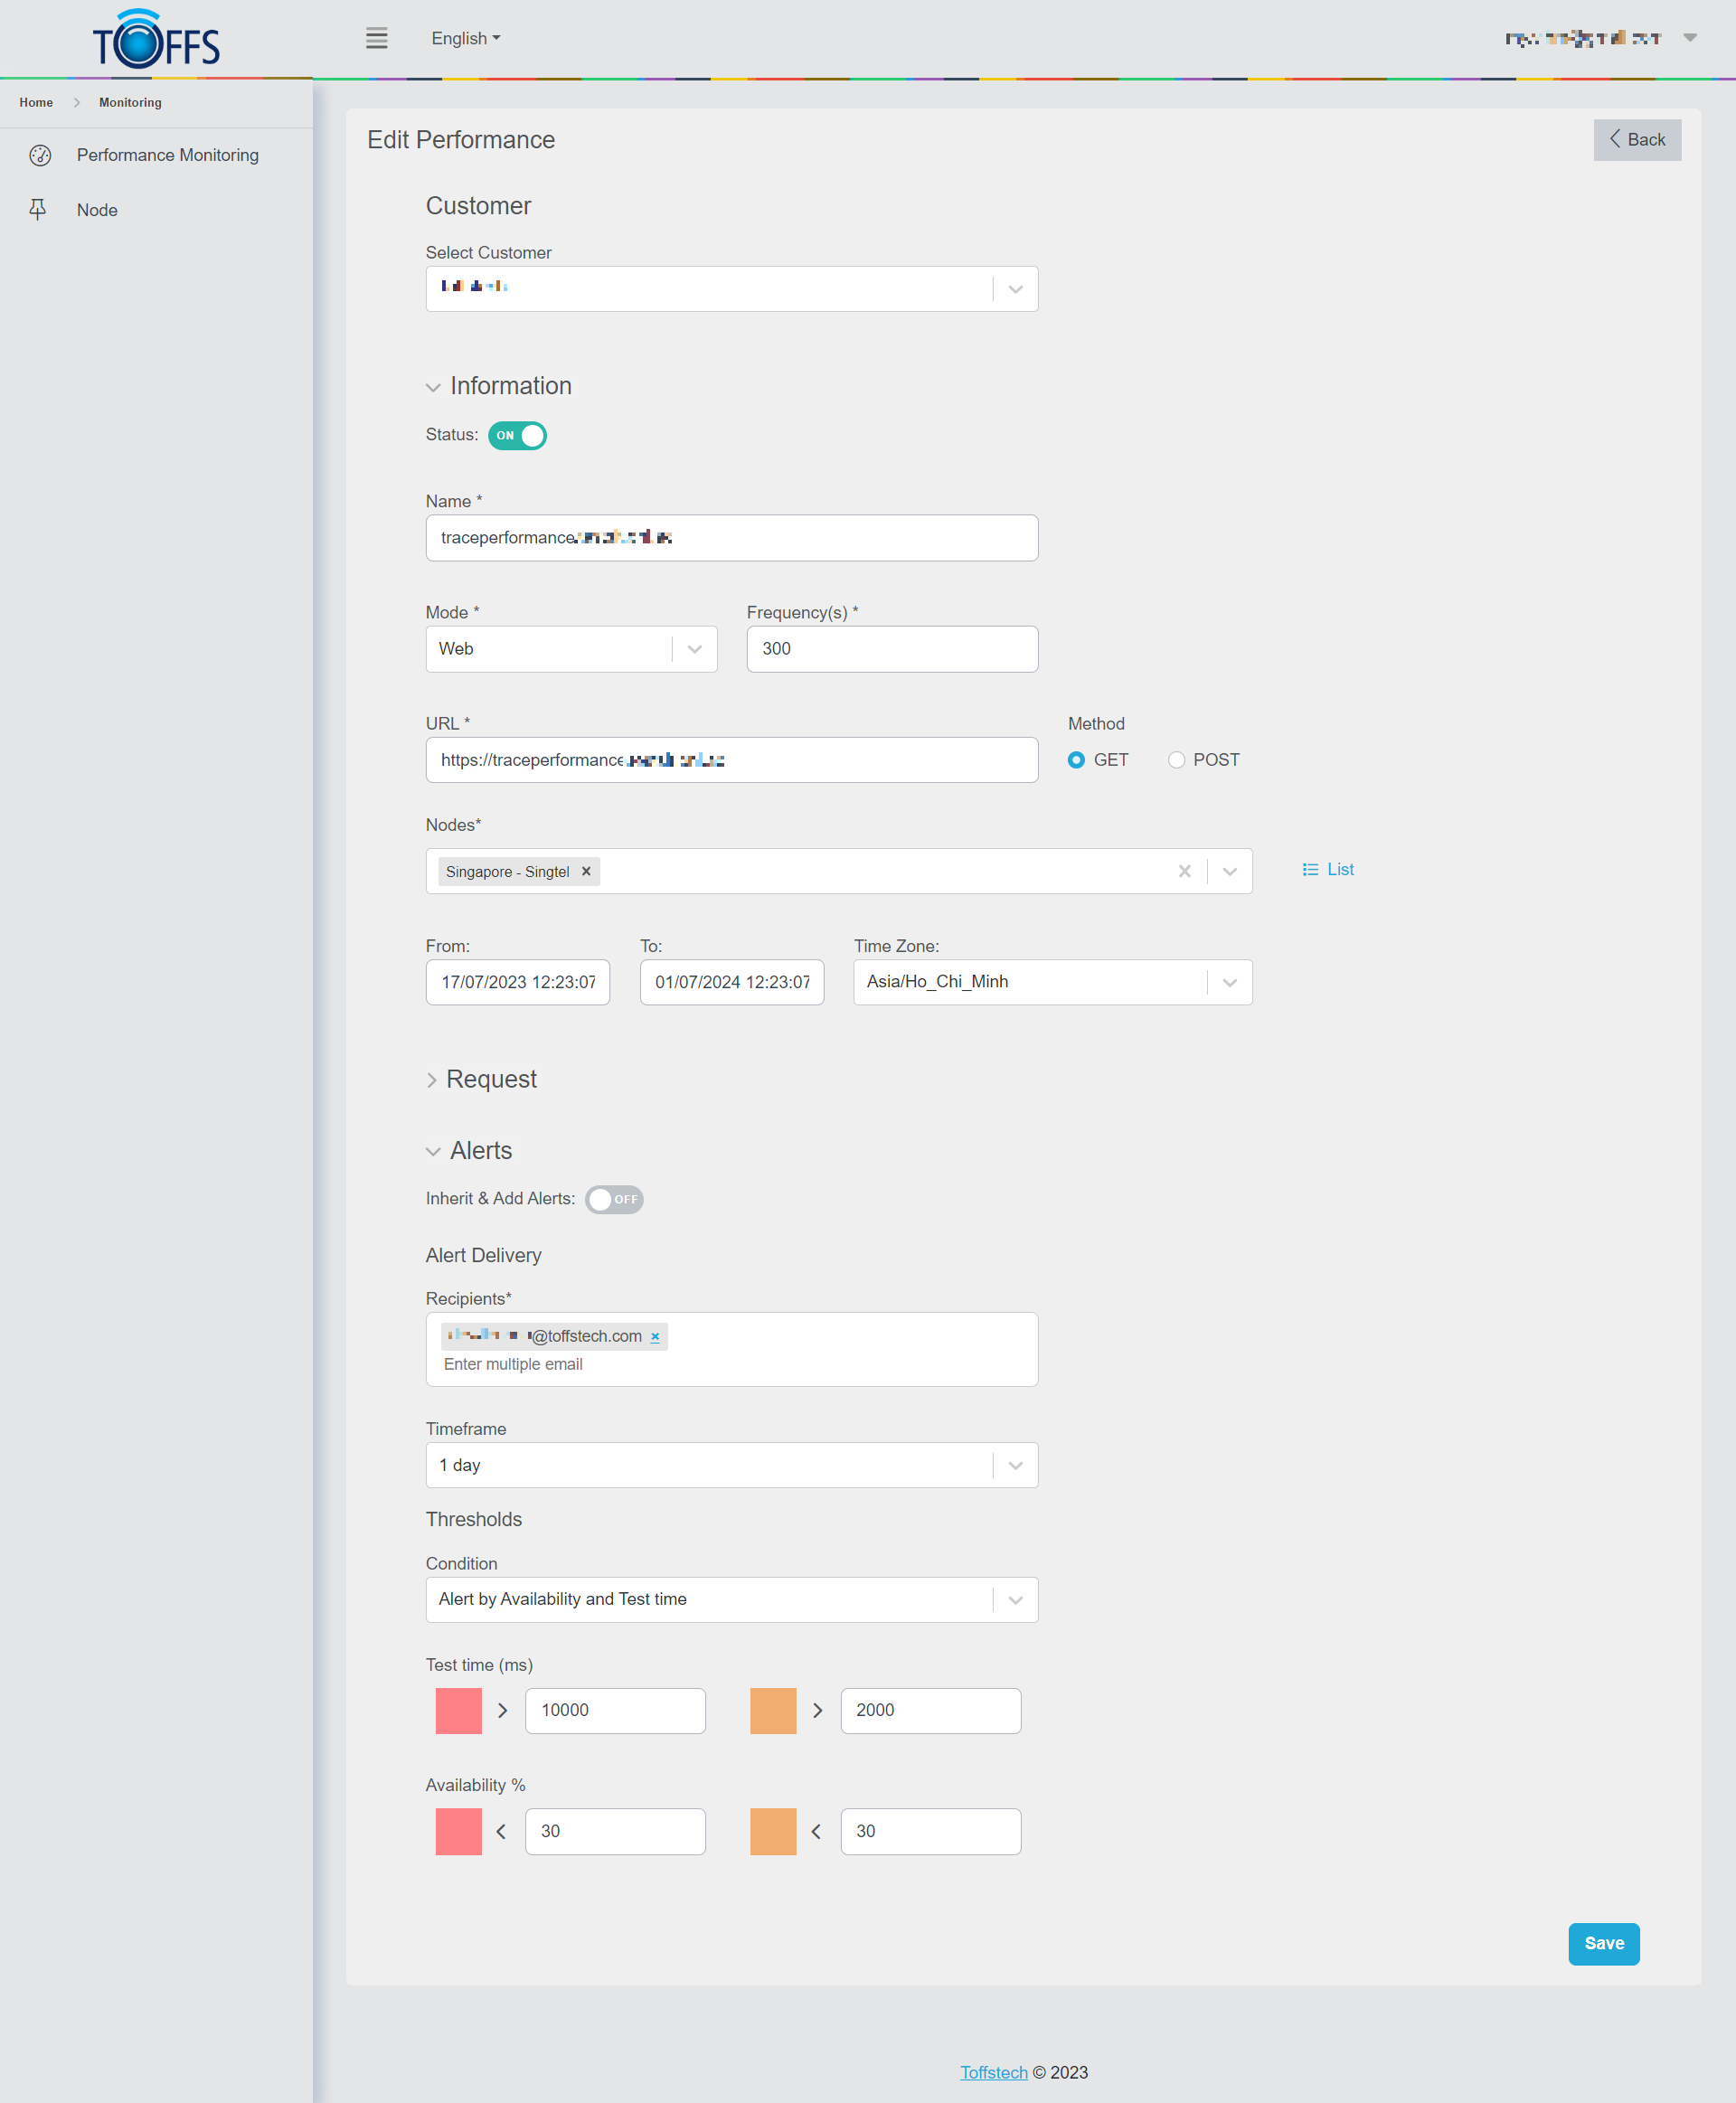 TOFFS
English
Home
Monitoring
Performance Monitoring
Node
Edit Performance
Back
Customer
Select Customer
Information
Status: ON
Name *
traceperformance
Mode *
Frequency(s) *
Web
300
URL *
Method
https://traceperformance
GET
POST
Nodes*
Singapore - Singtel ×
List
From:
To:
Time Zone:
17/07/2023 12:23:07
01/07/2024 12:23:07
Asia/Ho_Chi_Minh
Request
Alerts
Inherit & Add Alerts: OFF
Alert Delivery
Recipients*
@toffstech.com ×
Enter multiple email
Timeframe
1 day
Thresholds
Condition
Alert by Availability and Test time
Test time (ms)
> 10000
> 2000
Availability %
< 30
< 30
Save
Toffstech © 2023